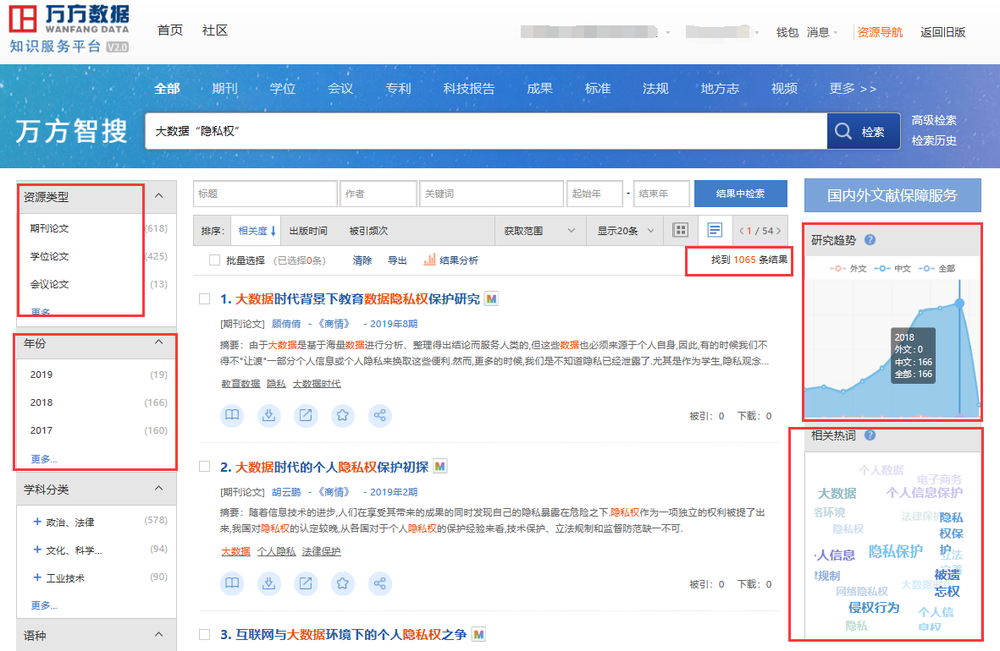 万方数据
WANFANG DATA
知识服务平台 V2.0
首页 社区
钱包 消息 资源导航 返回旧版
全部 期刊 学位 会议 专利 科技报告 成果 标准 法规 地方志 视频 更多 >>
万方智搜
大数据 “隐私权”
检索
高级检索
检索历史
资源类型
期刊论文 (618)
学位论文 (425)
会议论文 (13)
更多
年份
2019 (19)
2018 (166)
2017 (160)
更多...
学科分类
+ 政治、法律 (578)
+ 文化、科学... (94)
+ 工业技术 (90)
更多...
语种
标题 作者 关键词 起始年 - 结束年 结果中检索
排序: 相关度 出版时间 被引频次 获取范围 显示20条 < 1 / 54 >
批量选择 (已选择0条) 清除 导出 结果分析 找到 1065 条结果
1. 大数据时代背景下教育数据隐私权保护研究 M
[期刊论文] 顾倩倩 - 《商情》 - 2019年8期
摘要：由于大数据是基于海量数据进行分析、整理得出结论而服务人类的,但这些数据也必须来源于个人自身,因此,有的时候我们不
得不"让渡"一部分个人信息或个人隐私来换取这些便利.然而,更多的时候,我们是不知道隐私已经泄露了.尤其是作为学生,隐私观念...
教育数据 隐私 大数据时代
被引: 0 下载: 0
2. 大数据时代的个人隐私权保护初探 M
[期刊论文] 胡云鹏 - 《商情》 - 2019年2期
摘要：随着信息技术的进步,人们在享受其带来的成果的同时发现自己的隐私暴露在危险之下.隐私权作为一项独立的权利被提了出
来,我国对隐私权的认定较晚,从各国对于个人隐私权的保护经验来看,技术保护、立法规制和监督防范缺一不可.
大数据 个人隐私 法律保护
被引: 0 下载: 0
3. 互联网与大数据环境下的个人隐私权之争 M
国内外文献保障服务
研究趋势 ?
外文 中文 全部
2018
外文 : 0
中文 : 166
全部 : 166
相关热词 ?
个人数据
电子商务
大数据 个人信息保护
络环境 法律保护 隐私
隐私权 权保
护
人信息 隐私保护 立法
完善
律规制 被遗
网络隐私权 大数据时代 忘权
侵权行为 个人信
隐私 息权